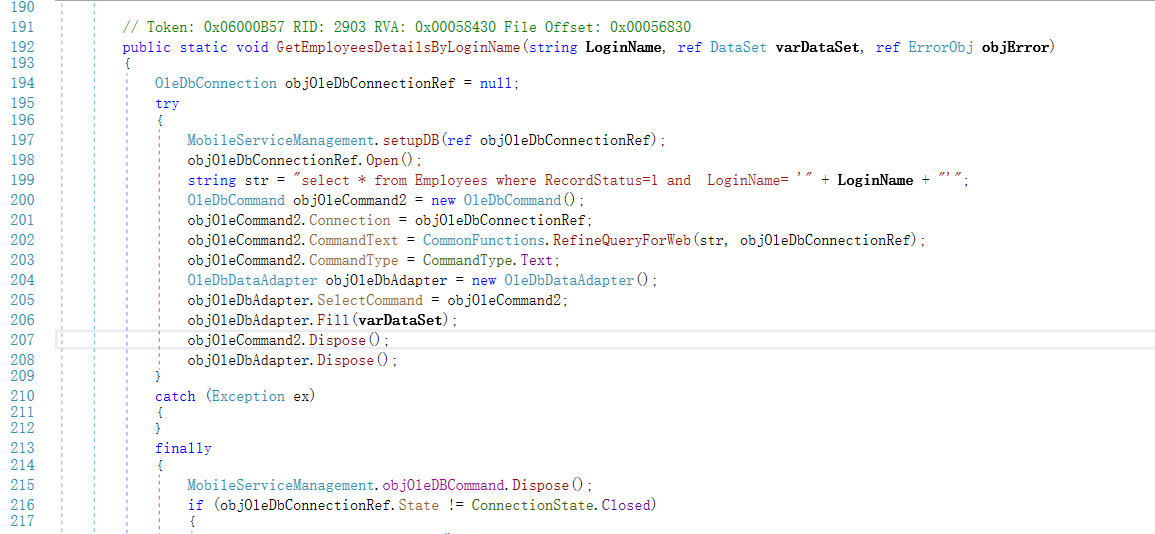 190
191 // Token: 0x06000B57 RID: 2903 RVA: 0x00058430 File Offset: 0x00056830
192 public static void GetEmployeesDetailsByLoginName(string LoginName, ref DataSet varDataSet, ref ErrorObj objError)
193 {
194 OleDbConnection objOleDbConnectionRef = null;
195 try
196 {
197 MobileServiceManagement.setupDB(ref objOleDbConnectionRef);
198 objOleDbConnectionRef.Open();
199 string str = "select * from Employees where RecordStatus=1 and  LoginName= '" + LoginName + "'";
200 OleDbCommand objOleCommand2 = new OleDbCommand();
201 objOleCommand2.Connection = objOleDbConnectionRef;
202 objOleCommand2.CommandText = CommonFunctions.RefineQueryForWeb(str, objOleDbConnectionRef);
203 objOleCommand2.CommandType = CommandType.Text;
204 OleDbDataAdapter objOleDbAdapter = new OleDbDataAdapter();
205 objOleDbAdapter.SelectCommand = objOleCommand2;
206 objOleDbAdapter.Fill(varDataSet);
207 objOleCommand2.Dispose();
208 objOleDbAdapter.Dispose();
209 }
210 catch (Exception ex)
211 {
212 }
213 finally
214 {
215 MobileServiceManagement.objOleDBCommand.Dispose();
216 if (objOleDbConnectionRef.State != ConnectionState.Closed)
217 {